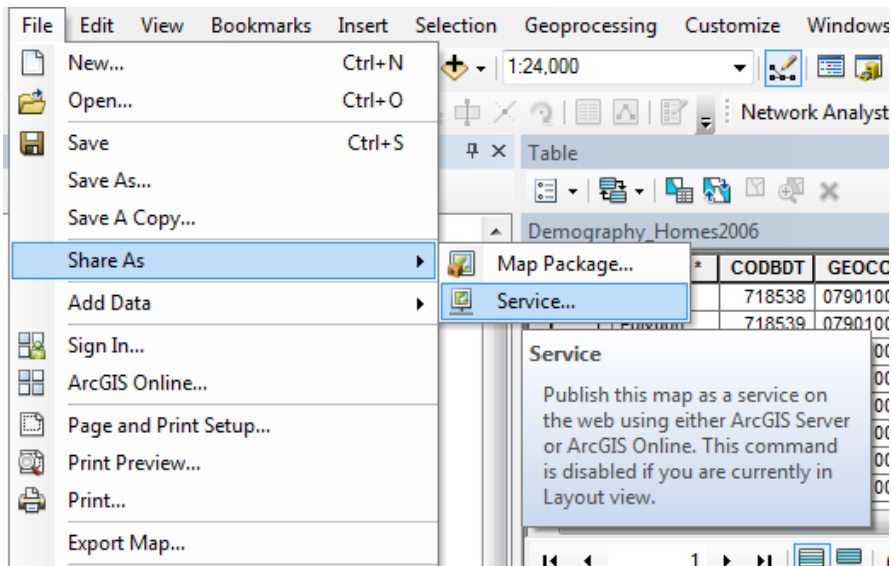 File Edit View Bookmarks Insert Selection Geoprocessing Customize Windows
New... Ctrl+N
1:24,000
Open... Ctrl+O
Network Analyst
Save Ctrl+S
Table
Save As...
Save A Copy...
Demography_Homes2006
Share As
Map Package...
* CODBDT GEOCO
Add Data
Service...
718538 0790100
718539 0790100
Sign In...
Service
ArcGIS Online...
Publish this map as a service on
the web using either ArcGIS Server
or ArcGIS Online. This command
is disabled if you are currently in
Layout view.
Page and Print Setup...
Print Preview...
Print...
Export Map...
1